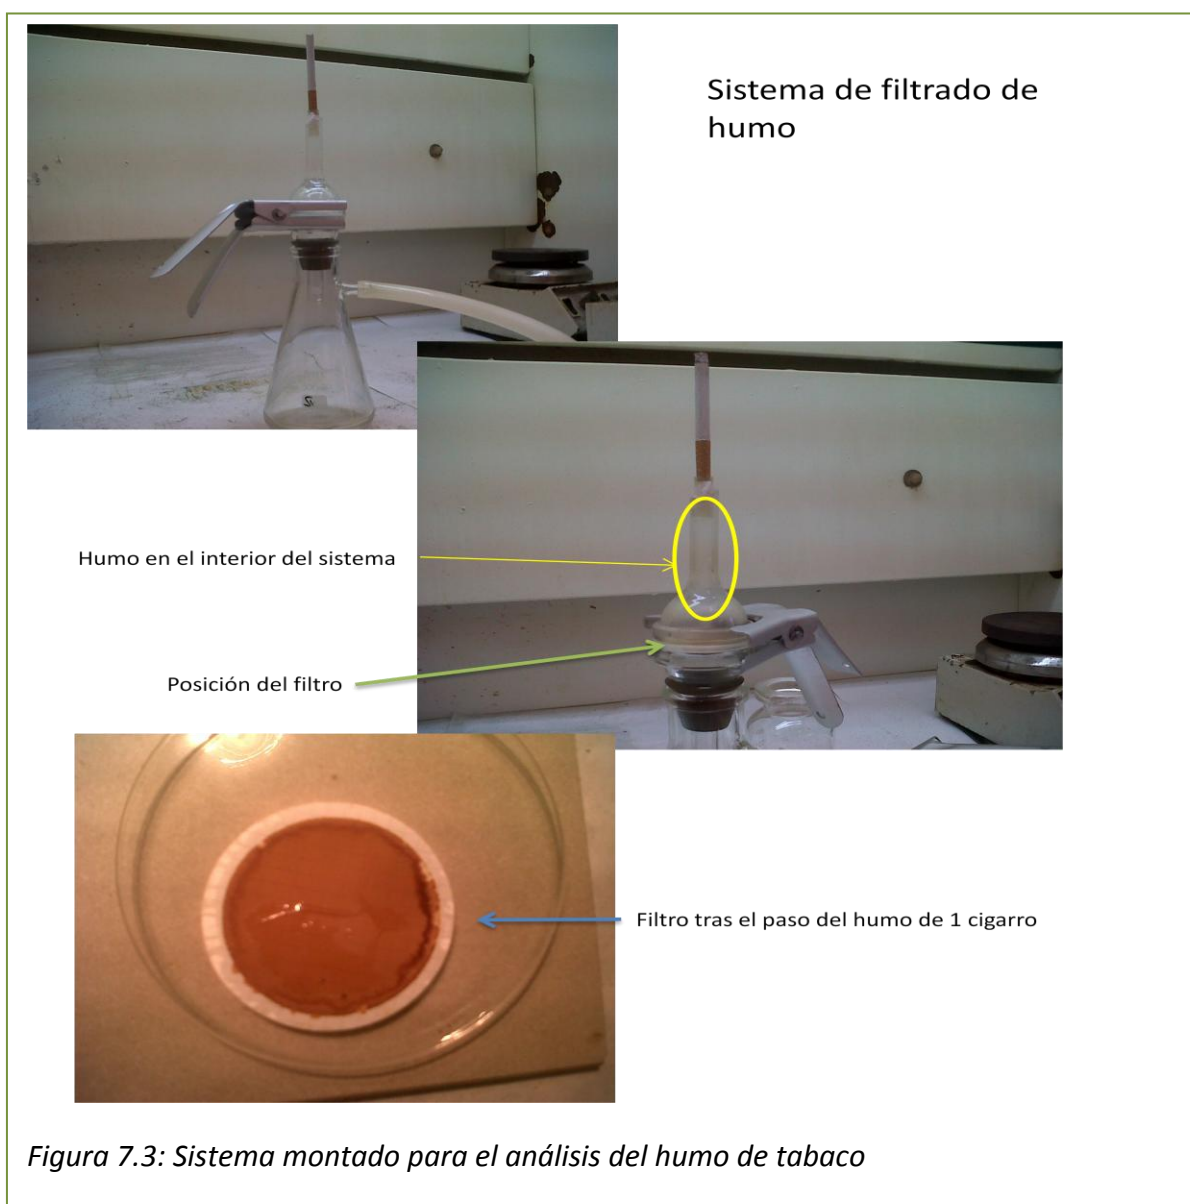 Sistema de filtrado de
humo
Humo en el interior del sistema
Posición del filtro
Filtro tras el paso del humo de 1 cigarro
Figura 7.3: Sistema montado para el análisis del humo de tabaco